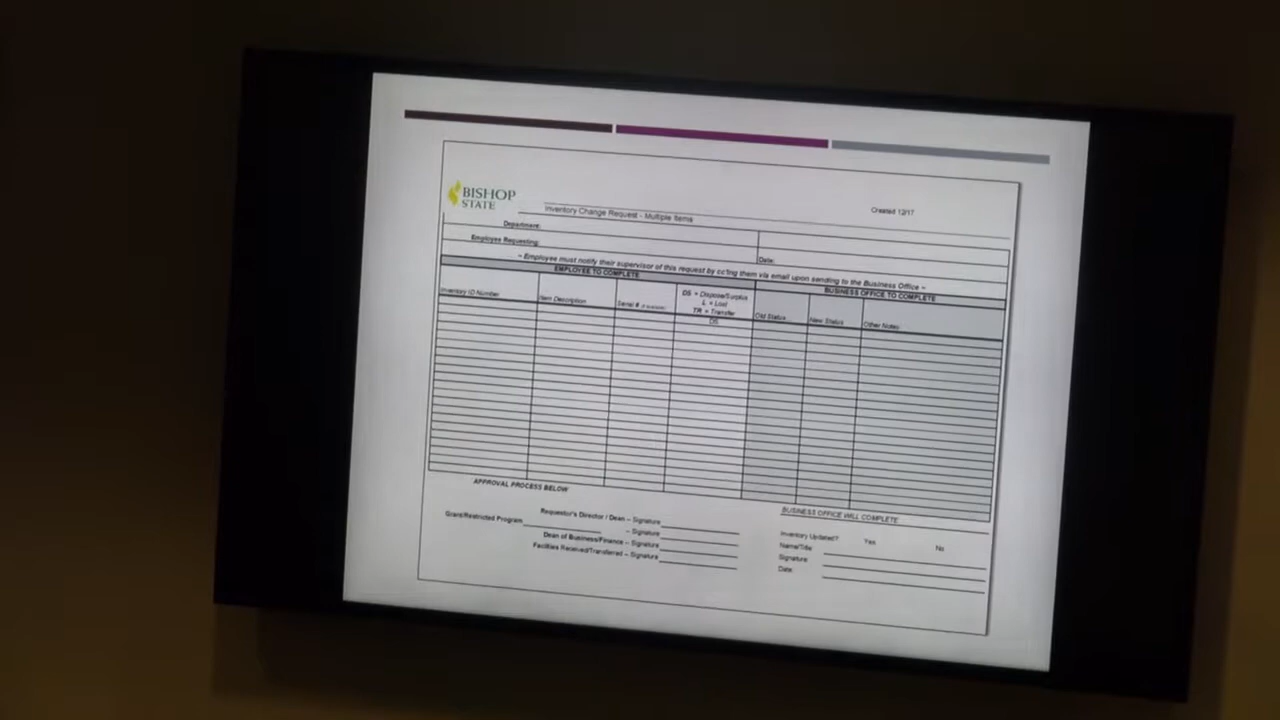 BISHOP
STATE
Inventory Change Request - Multiple Items
Created 12/17
Department:
Employee Requesting:
Date:
~ Employee must notify their supervisor of this request by cc'ing them via email upon sending to the Business Office ~
EMPLOYEE TO COMPLETE
BUSINESS OFFICE TO COMPLETE
Inventory ID Number
Item Description
Serial #
DS = Dispose/Surplus
L = Lost
TR = Transfer
Old Status
New Status
Other Notes
DS
APPROVAL PROCESS BELOW
BUSINESS OFFICE WILL COMPLETE
Requestor's Director / Dean -- Signature
Grant/Restricted Program
-- Signature
Dean of Business/Finance -- Signature
Facilities Received/Transferred -- Signature
Inventory Updated? Yes No
Name/Title:
Signature:
Date: